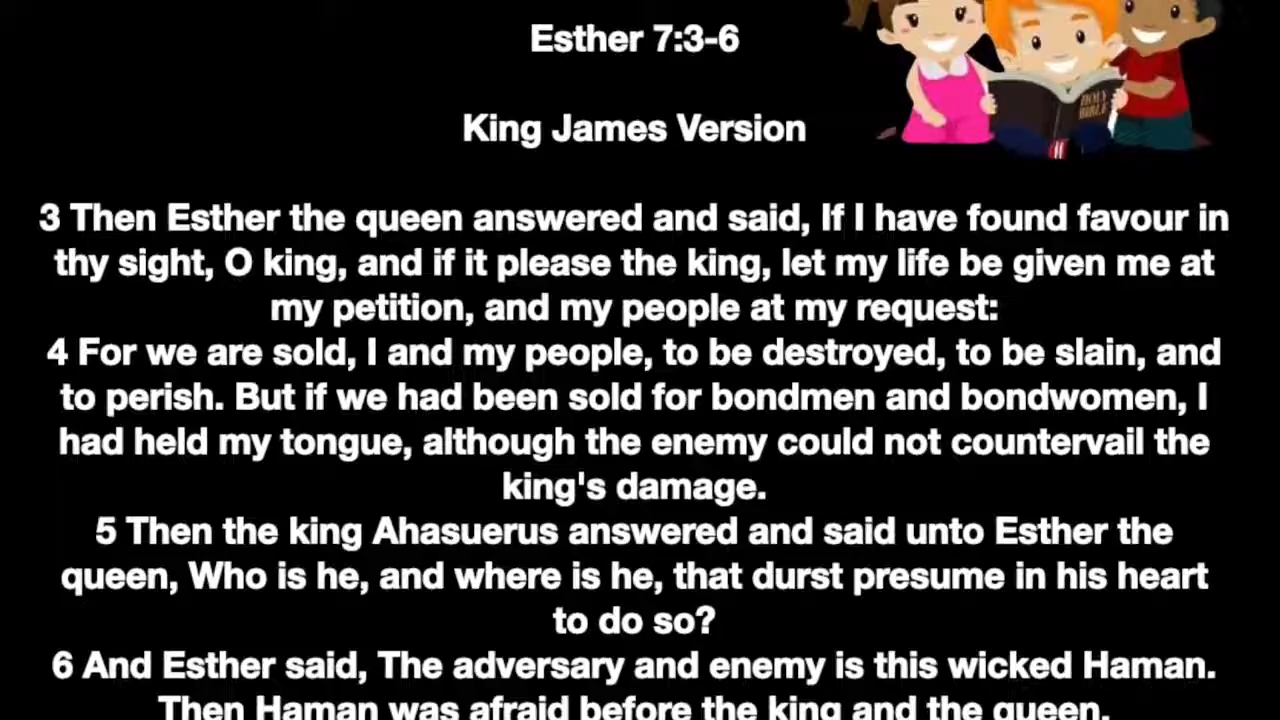 Esther 7:3-6
King James Version
HOLY
BIBLE
3 Then Esther the queen answered and said, If I have found favour in
thy sight, O king, and if it please the king, let my life be given me at
my petition, and my people at my request:
4 For we are sold, I and my people, to be destroyed, to be slain, and
to perish. But if we had been sold for bondmen and bondwomen, I
had held my tongue, although the enemy could not countervail the
king's damage.
5 Then the king Ahasuerus answered and said unto Esther the
queen, Who is he, and where is he, that durst presume in his heart
to do so?
6 And Esther said, The adversary and enemy is this wicked Haman.
Then Haman was afraid before the king and the queen.